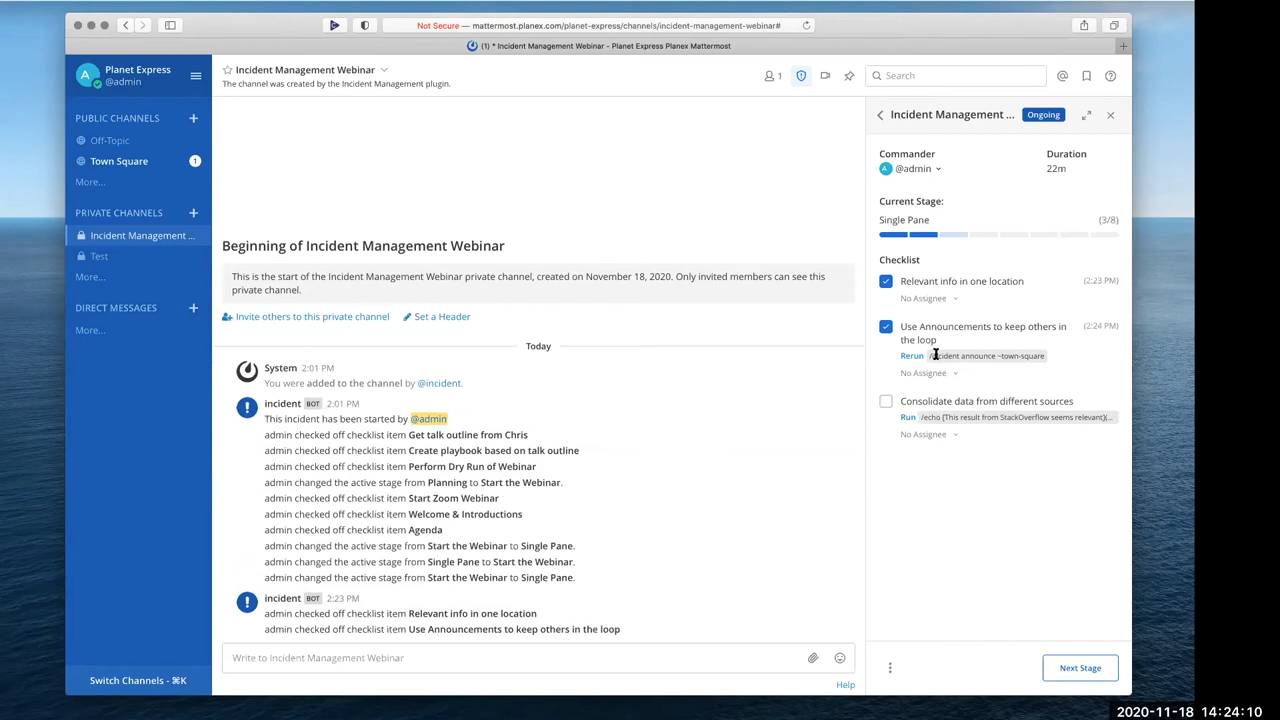 Not Secure — mattermost.planex.com/planet-express/channels/incident-management-webinar#
(1) * Incident Management Webinar - Planet Express Planex Mattermost
A
Planet Express
@admin
PUBLIC CHANNELS
Off-Topic
Town Square
1
More...
PRIVATE CHANNELS
Incident Management ...
Test
More...
DIRECT MESSAGES
More...
Switch Channels - ⌘K
Incident Management Webinar
The channel was created by the Incident Management plugin.
1
Search
Beginning of Incident Management Webinar
This is the start of the Incident Management Webinar private channel, created on November 18, 2020. Only invited members can see this
private channel.
Invite others to this private channel
Set a Header
Today
System 2:01 PM
You were added to the channel by @incident.
incident BOT 2:01 PM
This incident has been started by @admin
admin checked off checklist item Get talk outline from Chris
admin checked off checklist item Create playbook based on talk outline
admin checked off checklist item Perform Dry Run of Webinar
admin changed the active stage from Planning to Start the Webinar.
admin checked off checklist item Start Zoom Webinar
admin checked off checklist item Welcome & Introductions
admin checked off checklist item Agenda
admin changed the active stage from Start the Webinar to Single Pane.
admin changed the active stage from Single Pane to Start the Webinar.
admin changed the active stage from Start the Webinar to Single Pane.
incident BOT 2:23 PM
admin checked off checklist item Relevant info in one location
admin checked off checklist item Use Announcements to keep others in the loop
Write to Incident Management Webinar
Help
Incident Management ...
Ongoing
Commander
Duration
A @admin
22m
Current Stage:
Single Pane
(3/8)
Checklist
Relevant info in one location
(2:23 PM)
No Assignee
Use Announcements to keep others in
the loop
(2:24 PM)
Rerun /incident announce ~town-square
No Assignee
Consolidate data from different sources
Run /echo [This result from StackOverflow seems relevant](...
No Assignee
Next Stage
2020-11-18 14:24:10